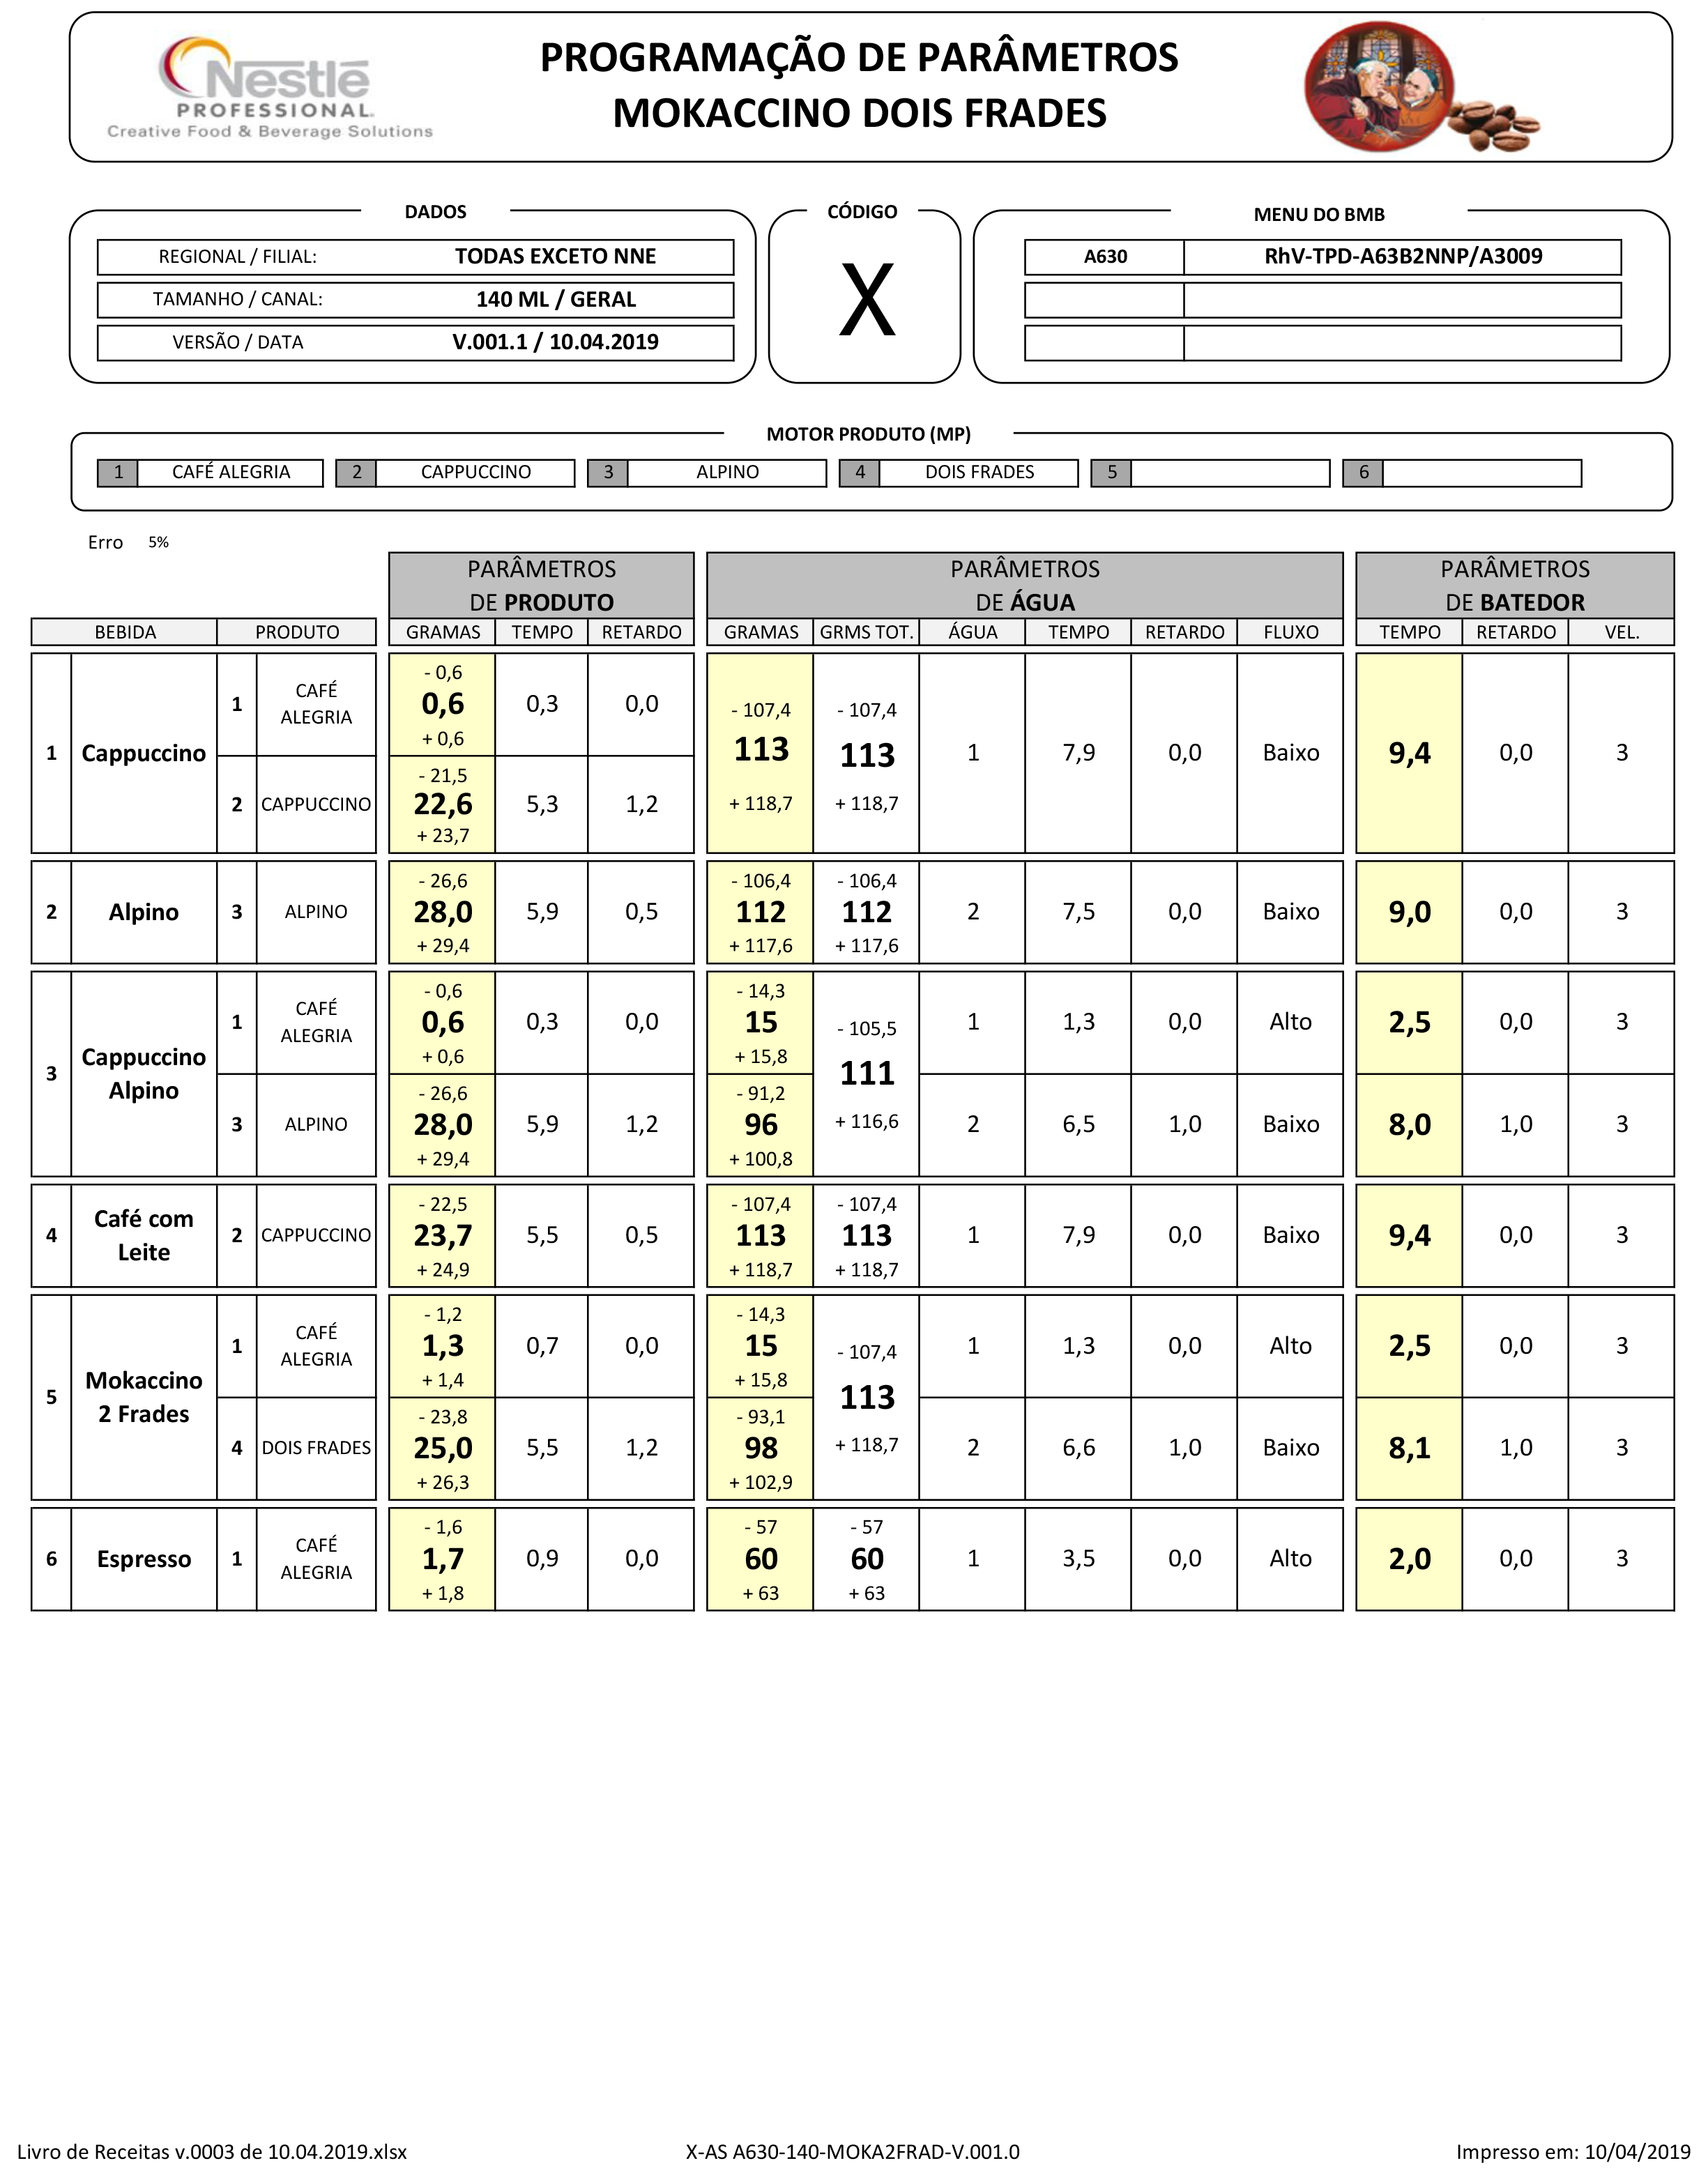 Nestlé
PROFESSIONAL.
Creative Food & Beverage Solutions
PROGRAMAÇÃO DE PARÂMETROS
MOKACCINO DOIS FRADES
DADOS
REGIONAL / FILIAL: TODAS EXCETO NNE
TAMANHO / CANAL: 140 ML / GERAL
VERSÃO / DATA V.001.1 / 10.04.2019
CÓDIGO
X
MENU DO BMB
A630 RhV-TPD-A63B2NNP/A3009
MOTOR PRODUTO (MP)
1 CAFÉ ALEGRIA 2 CAPPUCCINO 3 ALPINO 4 DOIS FRADES 5 6
Erro 5%
PARÂMETROS
DE PRODUTO
PARÂMETROS
DE ÁGUA
PARÂMETROS
DE BATEDOR
BEBIDA PRODUTO GRAMAS TEMPO RETARDO GRAMAS GRMS TOT. ÁGUA TEMPO RETARDO FLUXO TEMPO RETARDO VEL.
1 Cappuccino
1 CAFÉ
ALEGRIA
- 0,6
0,6 0,3 0,0
+ 0,6
2 CAPPUCCINO
- 21,5
22,6 5,3 1,2
+ 23,7
- 107,4 - 107,4
113 113 1 7,9 0,0 Baixo 9,4 0,0 3
+ 118,7 + 118,7
- 26,6 - 106,4 - 106,4
2 Alpino 3 ALPINO 28,0 5,9 0,5 112 112 2 7,5 0,0 Baixo 9,0 0,0 3
+ 29,4 + 117,6 + 117,6
3 Cappuccino
Alpino
1 CAFÉ
ALEGRIA
- 0,6 - 14,3
0,6 0,3 0,0 15 1 1,3 0,0 Alto 2,5 0,0 3
+ 0,6 + 15,8
- 105,5
111
+ 116,6
- 26,6 - 91,2
3 ALPINO 28,0 5,9 1,2 96 2 6,5 1,0 Baixo 8,0 1,0 3
+ 29,4 + 100,8
4 Café com
Leite
- 22,5 - 107,4 - 107,4
2 CAPPUCCINO 23,7 5,5 0,5 113 113 1 7,9 0,0 Baixo 9,4 0,0 3
+ 24,9 + 118,7 + 118,7
5 Mokaccino
2 Frades
1 CAFÉ
ALEGRIA
- 1,2 - 14,3
1,3 0,7 0,0 15 1 1,3 0,0 Alto 2,5 0,0 3
+ 1,4 + 15,8
- 107,4
113
+ 118,7
- 23,8 - 93,1
4 DOIS FRADES 25,0 5,5 1,2 98 2 6,6 1,0 Baixo 8,1 1,0 3
+ 26,3 + 102,9
6 Espresso
1 CAFÉ
ALEGRIA
- 1,6 - 57 - 57
1,7 0,9 0,0 60 60 1 3,5 0,0 Alto 2,0 0,0 3
+ 1,8 + 63 + 63
Livro de Receitas v.0003 de 10.04.2019.xlsx X-AS A630-140-MOKA2FRAD-V.001.0 Impresso em: 10/04/2019